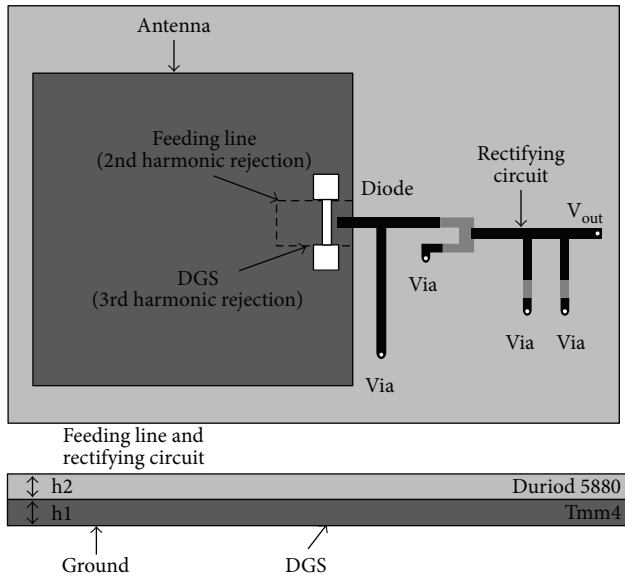 Antenna
Feeding line
(2nd harmonic rejection)
Diode
Rectifying
circuit
Vout
DGS
(3rd harmonic rejection)
Via
Via
Via
Via
Feeding line and
rectifying circuit
h2
Duriod 5880
h1
Tmm4
Ground
DGS